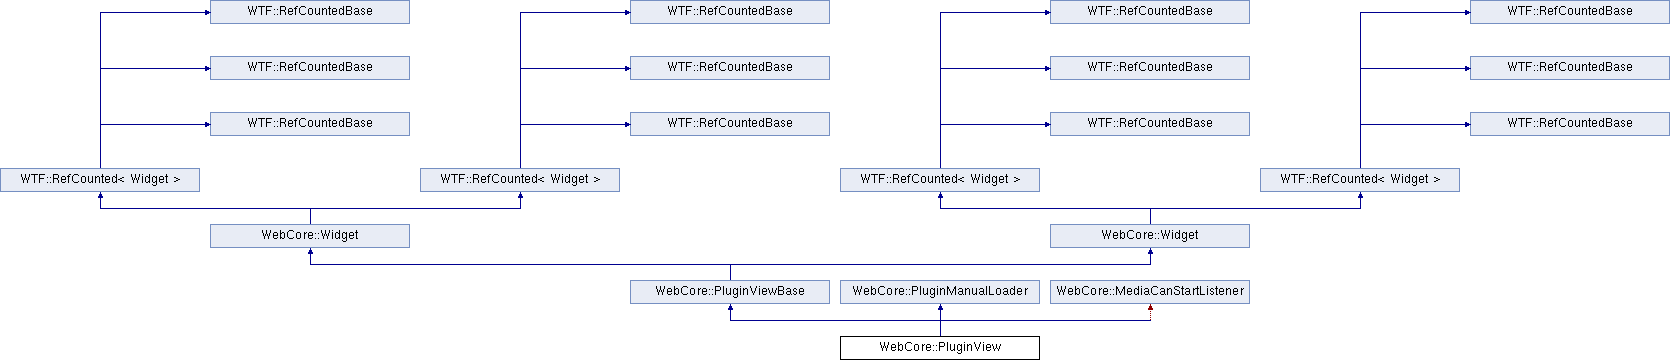 WTF::RefCountedBase
WTF::RefCountedBase
WTF::RefCountedBase
WTF::RefCountedBase
WTF::RefCountedBase
WTF::RefCountedBase
WTF::RefCountedBase
WTF::RefCountedBase
WTF::RefCountedBase
WTF::RefCountedBase
WTF::RefCountedBase
WTF::RefCountedBase
WTF::RefCounted< Widget >
WTF::RefCounted< Widget >
WTF::RefCounted< Widget >
WTF::RefCounted< Widget >
WebCore::Widget
WebCore::Widget
WebCore::PluginViewBase
WebCore::PluginManualLoader
WebCore::MediaCanStartListener
WebCore::PluginView